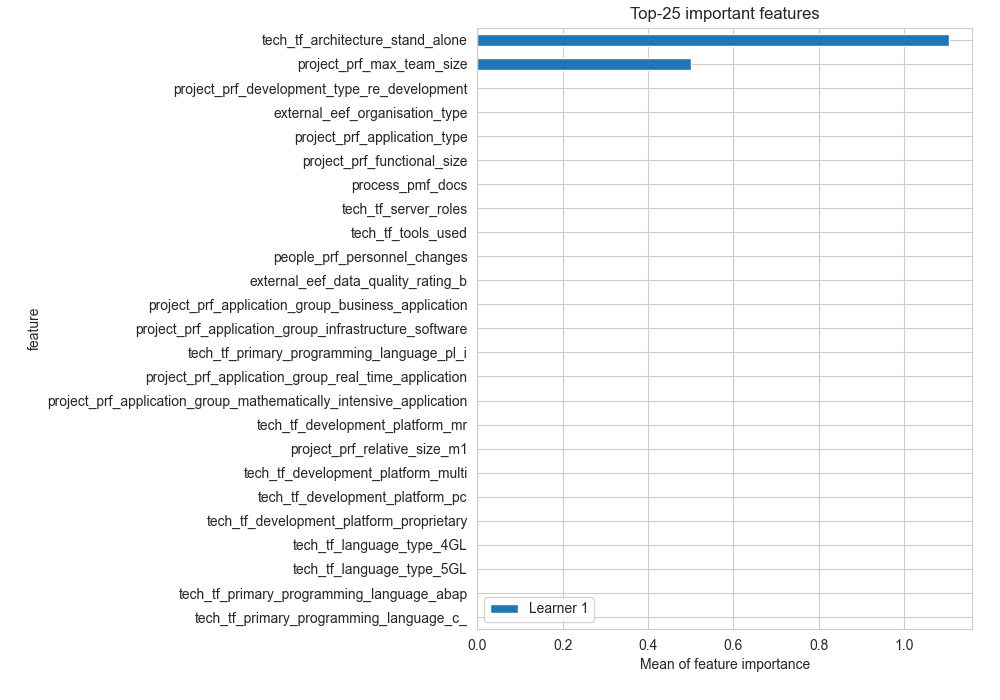 Top-25 important features
tech_tf_architecture_stand_alone
project_prf_max_team_size
project_prf_development_type_re_development
external_eef_organisation_type
project_prf_application_type
project_prf_functional_size
process_pmf_docs
tech_tf_server_roles
tech_tf_tools_used
people_prf_personnel_changes
external_eef_data_quality_rating_b
project_prf_application_group_business_application
project_prf_application_group_infrastructure_software
tech_tf_primary_programming_language_pl_i
project_prf_application_group_real_time_application
project_prf_application_group_mathematically_intensive_application
tech_tf_development_platform_mr
project_prf_relative_size_m1
tech_tf_development_platform_multi
tech_tf_development_platform_pc
tech_tf_development_platform_proprietary
tech_tf_language_type_4GL
tech_tf_language_type_5GL
tech_tf_primary_programming_language_abap
tech_tf_primary_programming_language_c_
feature
Learner 1
0.0 0.2 0.4 0.6 0.8 1.0
Mean of feature importance